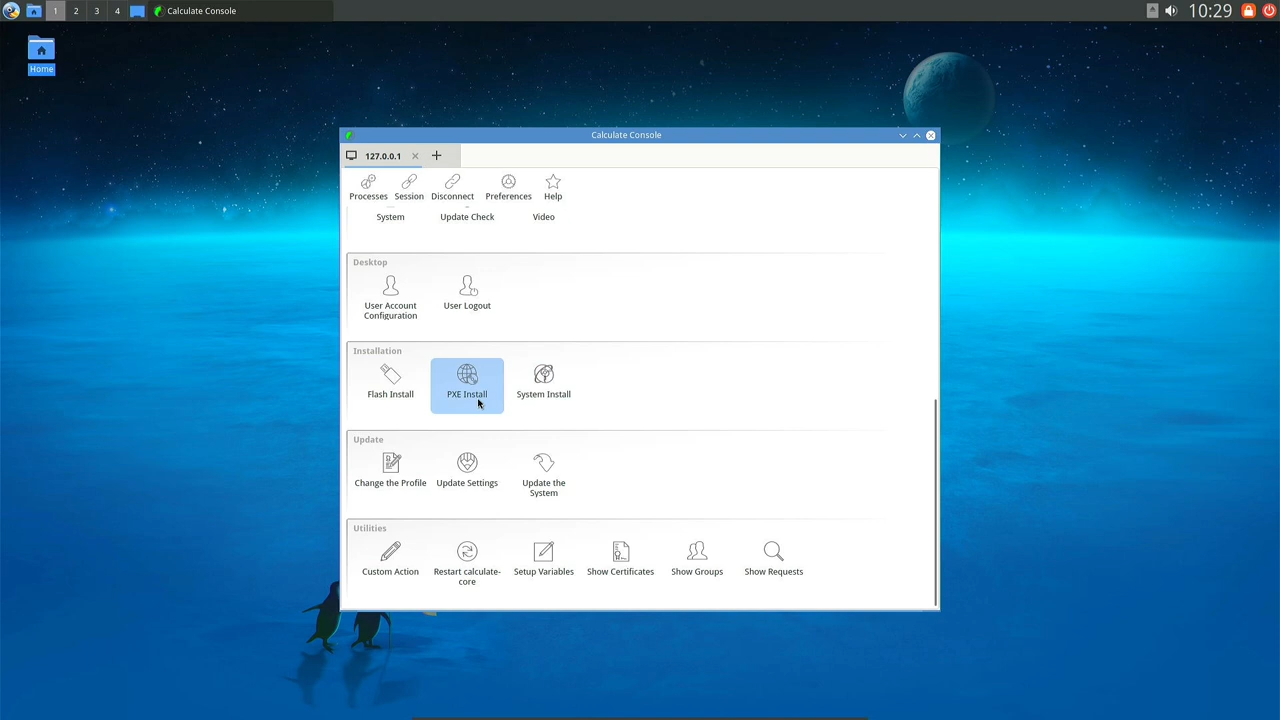 1 2 3 4 Calculate Console 10:29
Home
Calculate Console
127.0.0.1
Processes Session Disconnect Preferences Help
System Update Check Video
Desktop
User Account User Logout
Configuration
Installation
Flash Install PXE Install System Install
Update
Change the Profile Update Settings Update the
System
Utilities
Custom Action Restart calculate- Setup Variables Show Certificates Show Groups Show Requests
core